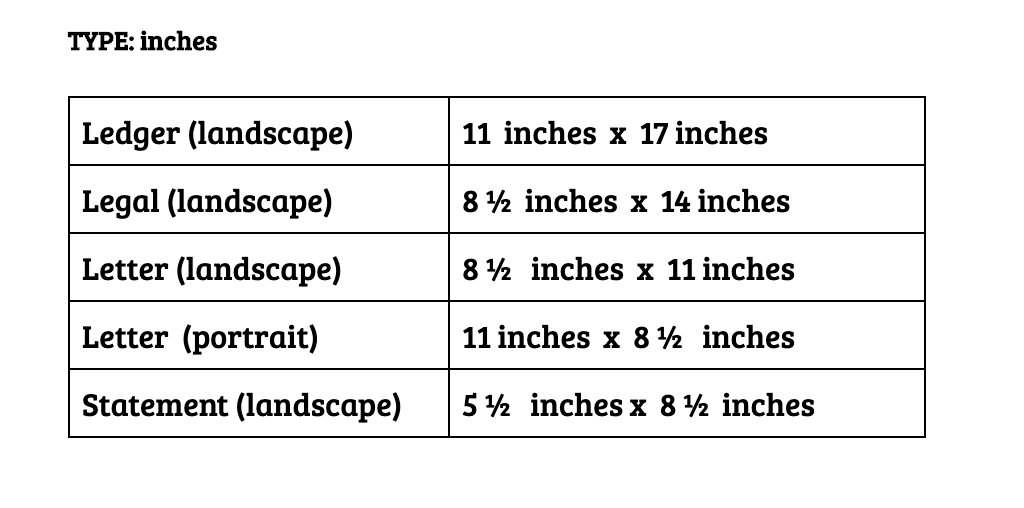 TYPE: inches
Ledger (landscape) 11 inches x 17 inches
Legal (landscape) 8 ½ inches x 14 inches
Letter (landscape) 8 ½ inches x 11 inches
Letter (portrait) 11 inches x 8 ½ inches
Statement (landscape) 5 ½ inches x 8 ½ inches